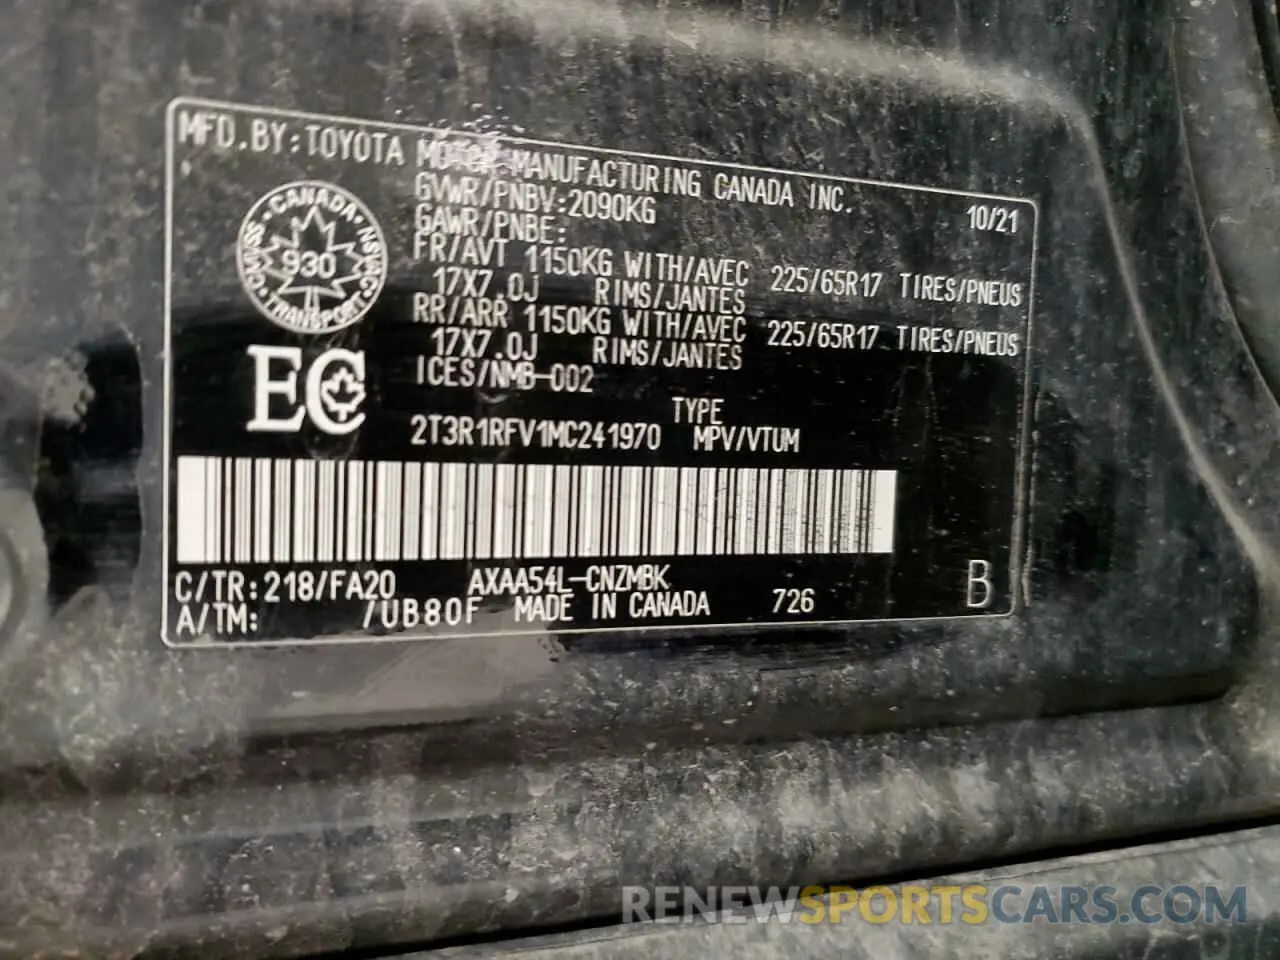 MFD.BY:TOYOTA MOTOR MANUFACTURING CANADA INC.
10/21
GVWR/PNBV:2090KG
GAWR/PNBE:
FR/AVT 1150KG WITH/AVEC 225/65R17 TIRES/PNEUS
17X7.0J RIMS/JANTES
RR/ARR 1150KG WITH/AVEC 225/65R17 TIRES/PNEUS
17X7.0J RIMS/JANTES
ICES/NMB-002
CANADA
930
TRANSPORT
NSVAC
CMVSS
EC
TYPE
2T3R1RFV1MC241970 MPV/VTUM
C/TR:218/FA20 AXAA54L-CNZMBK
A/TM: /UB80F MADE IN CANADA 726 B
RENEWSPORTSCARS.COM